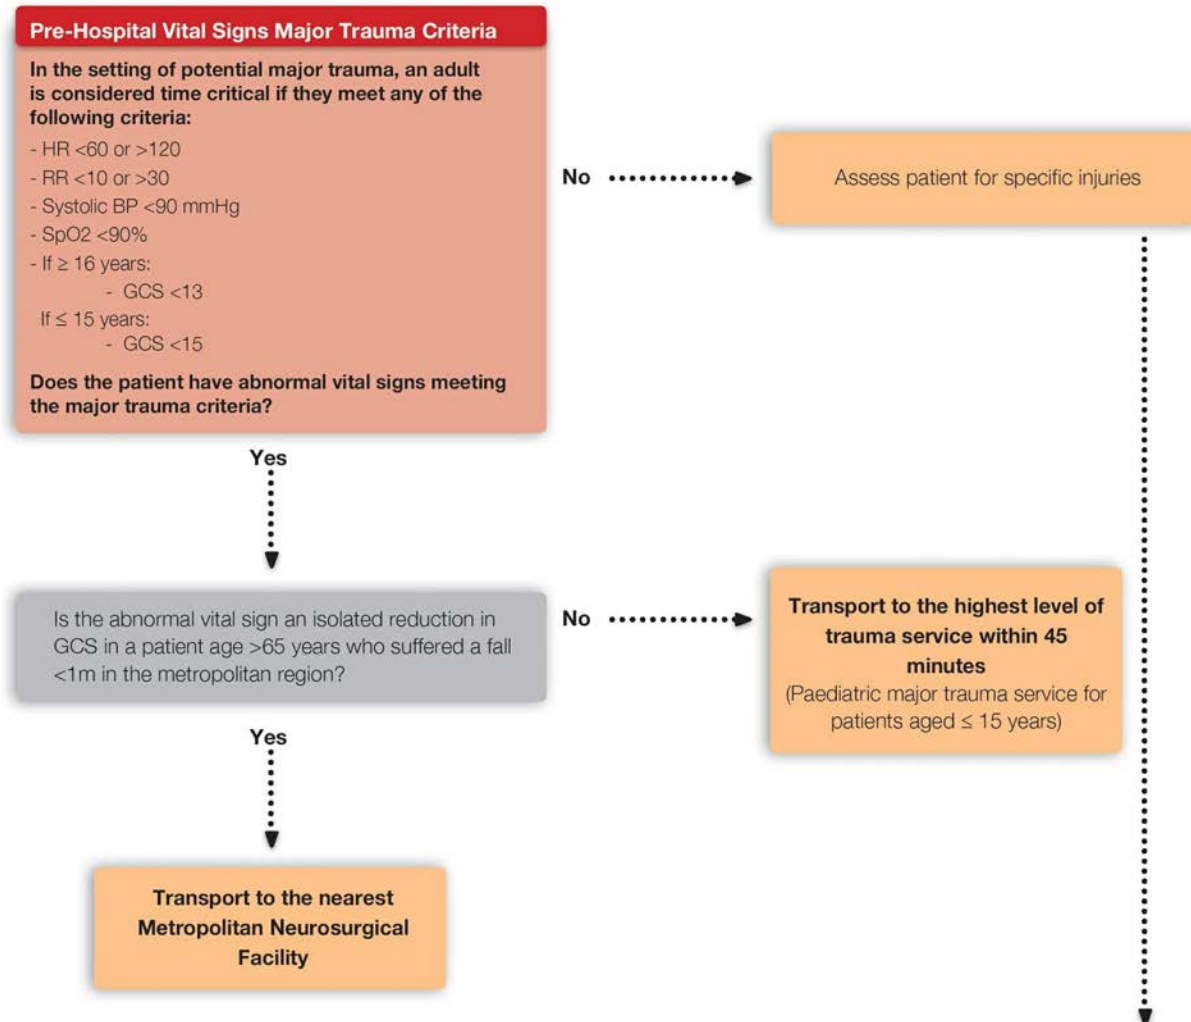 Pre-Hospital Vital Signs Major Trauma Criteria
In the setting of potential major trauma, an adult
is considered time critical if they meet any of the
following criteria:
- HR <60 or >120
- RR <10 or >30
- Systolic BP <90 mmHg
- SpO2 <90%
- If ≥ 16 years:
- GCS <13
If ≤ 15 years:
- GCS <15
Does the patient have abnormal vital signs meeting
the major trauma criteria?
No
Assess patient for specific injuries
Yes
Is the abnormal vital sign an isolated reduction in
GCS in a patient age >65 years who suffered a fall
<1m in the metropolitan region?
No
Transport to the highest level of
trauma service within 45
minutes
(Paediatric major trauma service for
patients aged ≤ 15 years)
Yes
Transport to the nearest
Metropolitan Neurosurgical
Facility